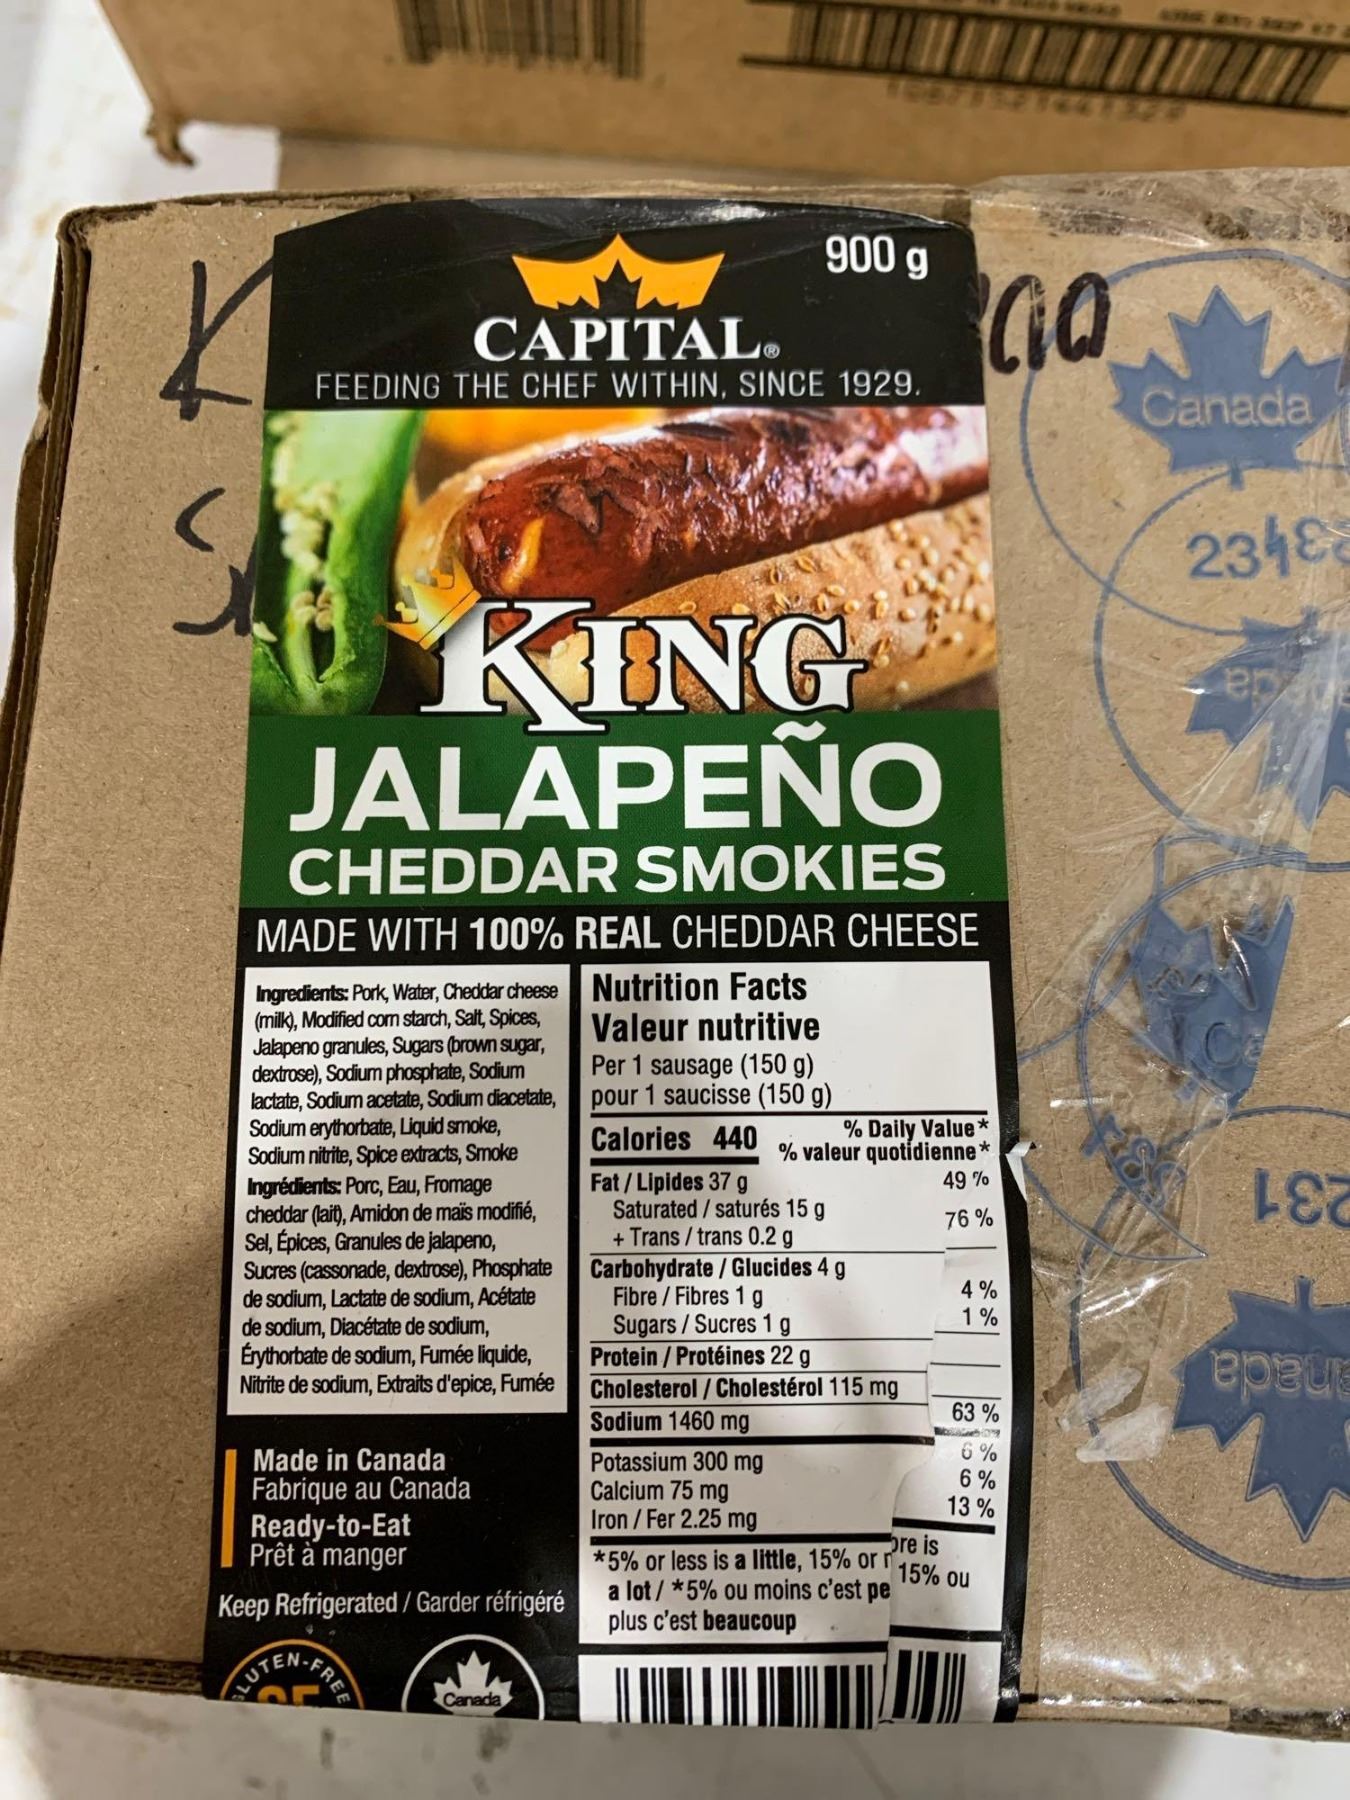 900 g
CAPITAL®
FEEDING THE CHEF WITHIN, SINCE 1929.
KING
JALAPEÑO
CHEDDAR SMOKIES
MADE WITH 100% REAL CHEDDAR CHEESE
Ingredients: Pork, Water, Cheddar cheese
(milk), Modified corn starch, Salt, Spices,
Jalapeno granules, Sugars (brown sugar,
dextrose), Sodium phosphate, Sodium
lactate, Sodium acetate, Sodium diacetate,
Sodium erythorbate, Liquid smoke,
Sodium nitrite, Spice extracts, Smoke
Ingrédients: Porc, Eau, Fromage
cheddar (lait), Amidon de maïs modifié,
Sel, Épices, Granules de jalapeno,
Sucres (cassonade, dextrose), Phosphate
de sodium, Lactate de sodium, Acétate
de sodium, Diacétate de sodium,
Érythorbate de sodium, Fumée liquide,
Nitrite de sodium, Extraits d'epice, Fumée
Made in Canada
Fabriqué au Canada
Ready-to-Eat
Prêt à manger
Keep Refrigerated / Garder réfrigéré
Canada
Nutrition Facts
Valeur nutritive
Per 1 sausage (150 g)
pour 1 saucisse (150 g)
Calories 440
% Daily Value*
% valeur quotidienne*
Fat / Lipides 37 g 49 %
Saturated / saturés 15 g
+ Trans / trans 0.2 g 76 %
Carbohydrate / Glucides 4 g
Fibre / Fibres 1 g 4 %
Sugars / Sucres 1 g 1 %
Protein / Protéines 22 g
Cholesterol / Cholestérol 115 mg
Sodium 1460 mg 63 %
Potassium 300 mg 6 %
Calcium 75 mg 6 %
Iron / Fer 2.25 mg 13 %
*5% or less is a little, 15% or more is
a lot / *5% ou moins c'est peu 15% ou
plus c'est beaucoup
Canada
231